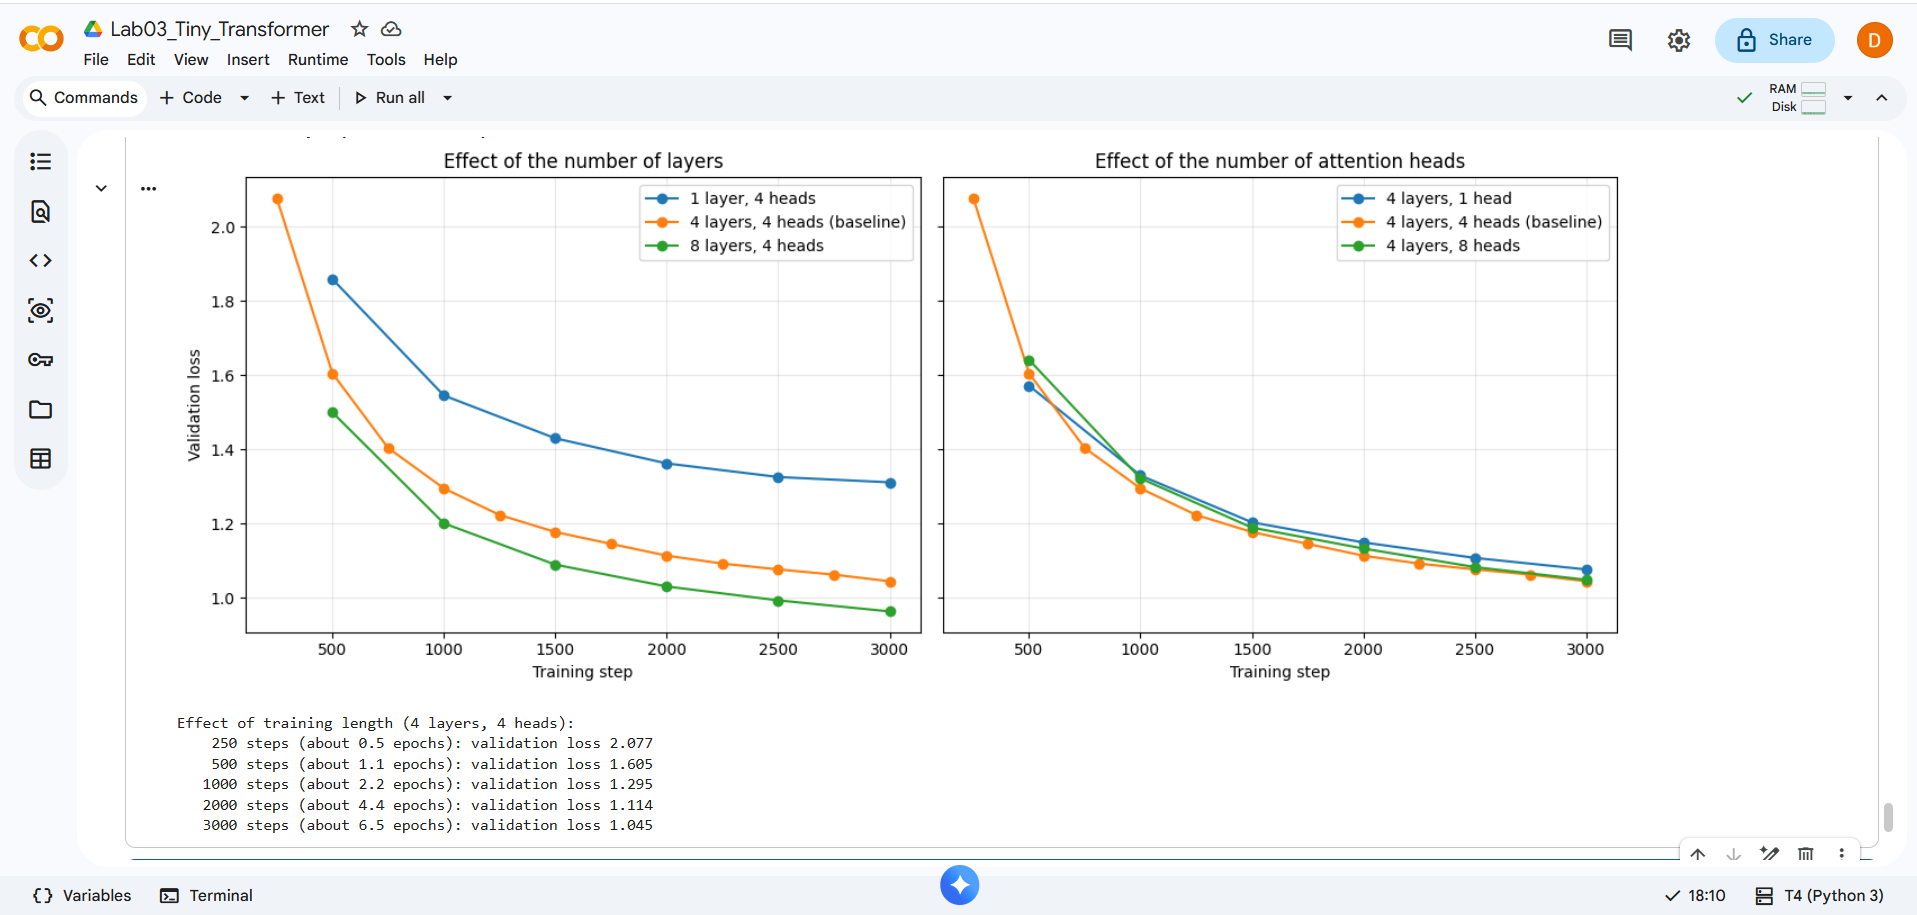 Lab03_Tiny_Transformer
File Edit View Insert Runtime Tools Help
Share
D
Commands + Code + Text Run all
RAM
Disk
Effect of the number of layers
1 layer, 4 heads
4 layers, 4 heads (baseline)
8 layers, 4 heads
2.0
1.8
1.6
1.4
1.2
1.0
Validation loss
500 1000 1500 2000 2500 3000
Training step
Effect of the number of attention heads
4 layers, 1 head
4 layers, 4 heads (baseline)
4 layers, 8 heads
500 1000 1500 2000 2500 3000
Training step
Effect of training length (4 layers, 4 heads):
250 steps (about 0.5 epochs): validation loss 2.077
500 steps (about 1.1 epochs): validation loss 1.605
1000 steps (about 2.2 epochs): validation loss 1.295
2000 steps (about 4.4 epochs): validation loss 1.114
3000 steps (about 6.5 epochs): validation loss 1.045
Variables Terminal
18:10 T4 (Python 3)